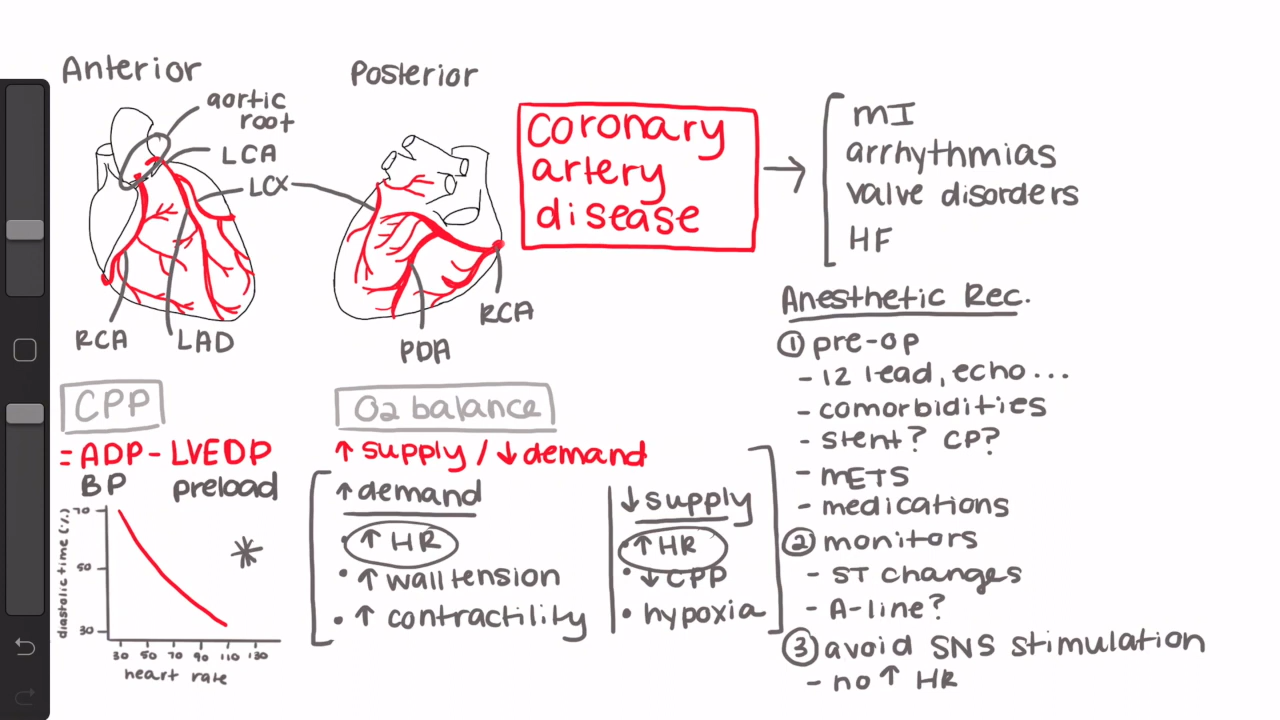 Anterior
aortic
root
LCA
LCX
RCA
LAD
Posterior
PDA
RCA
coronary
artery
disease
MI
arrhythmias
valve disorders
HF
CPP
= ADP - LVEDP
BP preload
diastolic time (%)
70
50
30
30 50 70 90 110 130
heart rate
*
O2 balance
↑ supply / ↓ demand
↑ demand
• ↑ HR
• ↑ wall tension
• ↑ contractility
↓ supply
• ↑ HR
• ↓ CPP
• hypoxia
Anesthetic Rec.
① pre-op
- 12 lead, echo...
- comorbidities
- stent? CP?
- METS
- medications
② monitors
- ST changes
- A-line?
③ avoid SNS stimulation
- no ↑ HR